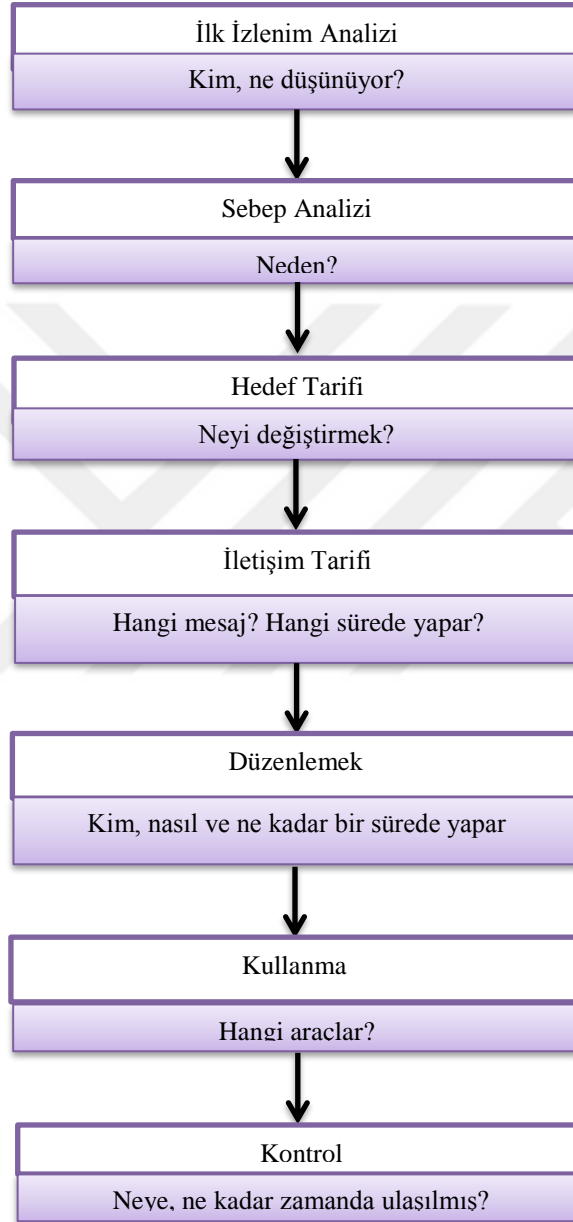 İlk İzlenim Analizi
Kim, ne düşünüyor?
Sebep Analizi
Neden?
Hedef Tarifi
Neyi değiştirmek?
İletişim Tarifi
Hangi mesaj? Hangi sürede yapar?
Düzenlemek
Kim, nasıl ve ne kadar bir sürede yapar
Kullanma
Hangi araçlar?
Kontrol
Neye, ne kadar zamanda ulaşılmış?